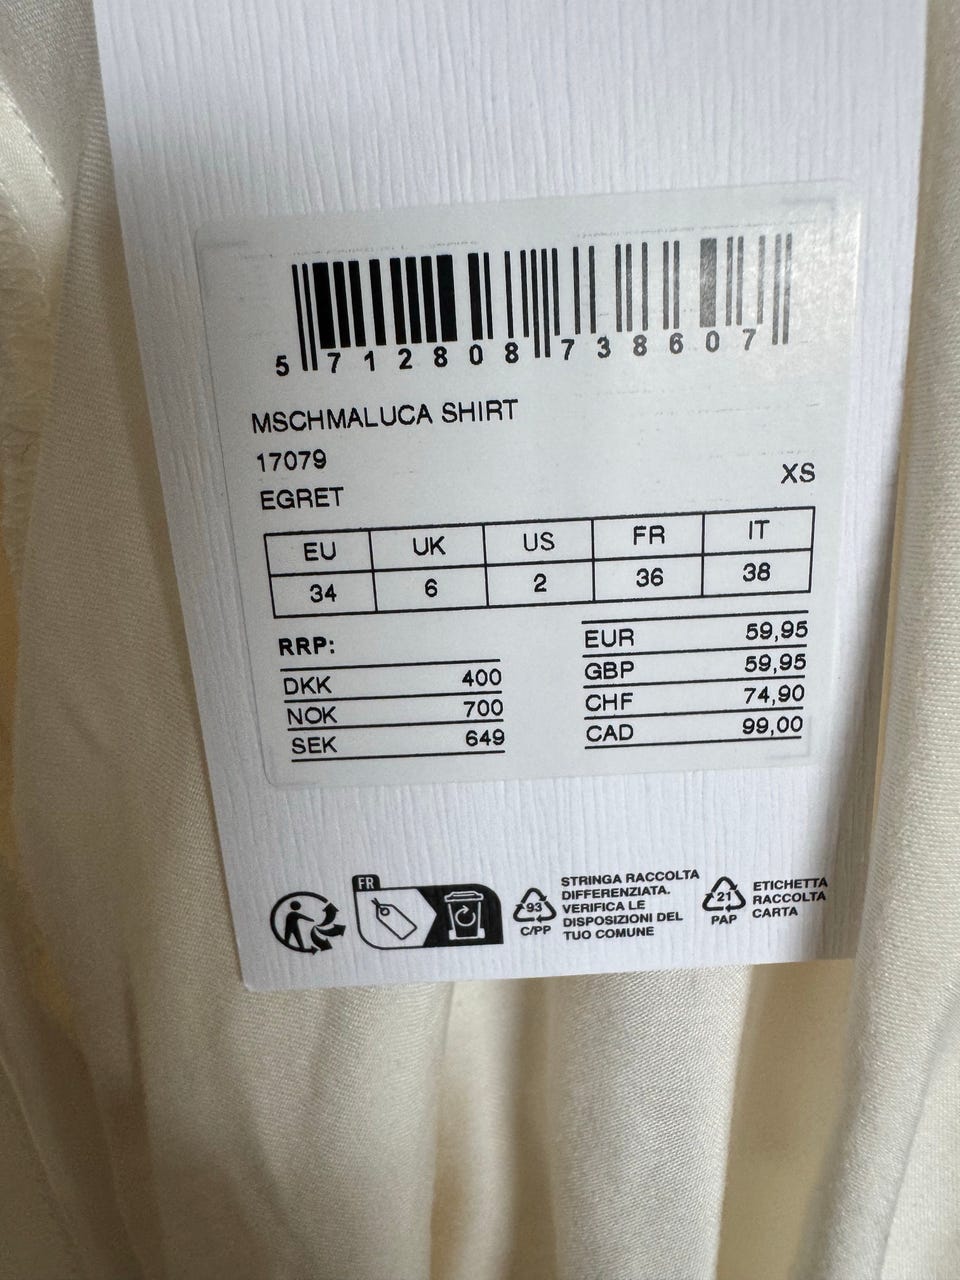 5 712808 738607
MSCHMALUCA SHIRT
17079
EGRET
XS
EU UK US FR IT
34 6 2 36 38
RRP:
DKK 400
NOK 700
SEK 649
EUR 59,95
GBP 59,95
CHF 74,90
CAD 99,00
FR
93
C/PP
STRINGA RACCOLTA
DIFFERENZIATA.
VERIFICA LE
DISPOSIZIONI DEL
TUO COMUNE
21
PAP
ETICHETTA
RACCOLTA
CARTA